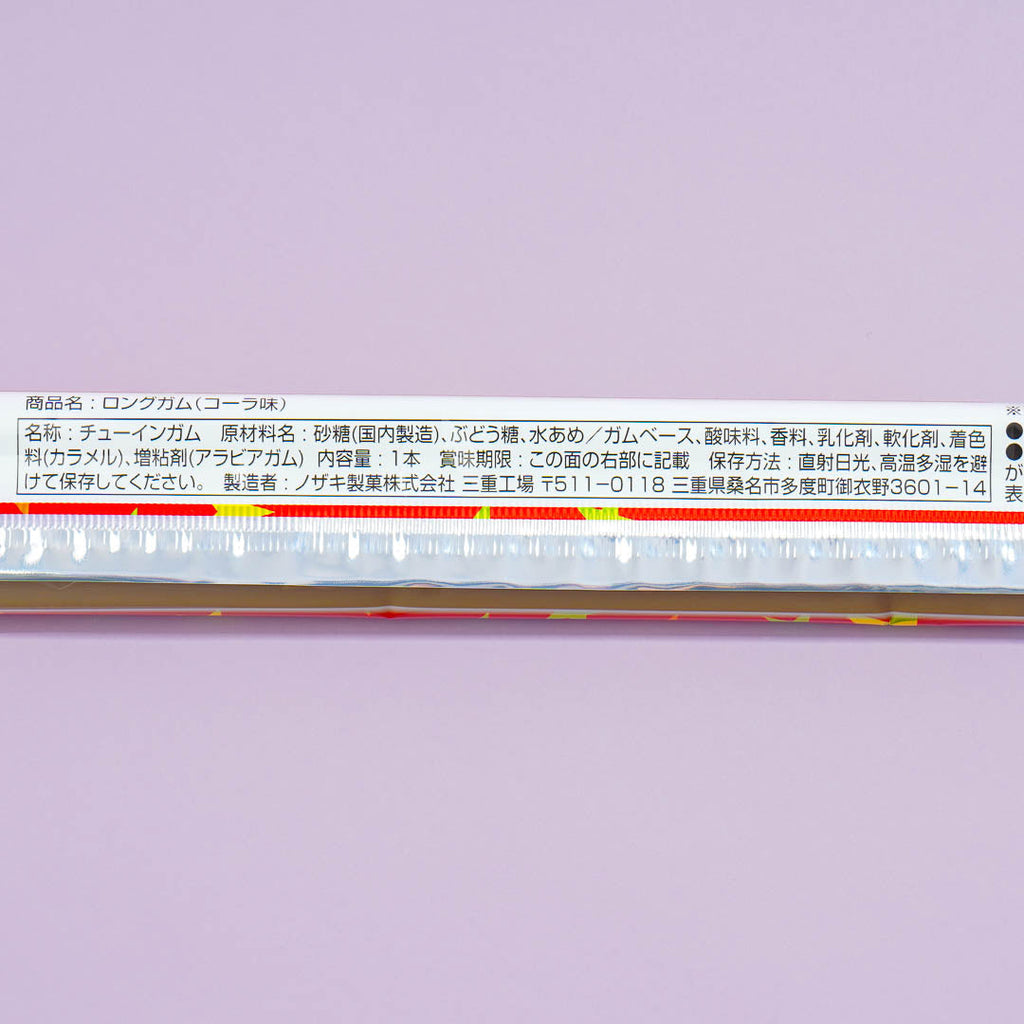 商品名：ロングガム(コーラ味)
名称：チューインガム　原材料名：砂糖(国内製造)、ぶどう糖、水あめ／ガムベース、酸味料、香料、乳化剤、軟化剤、着色
料(カラメル)、増粘剤(アラビアガム)　内容量：1本　賞味期限：この面の右部に記載　保存方法：直射日光、高温多湿を避
けて保存してください。　製造者：ノザキ製菓株式会社 三重工場 〒511-0118 三重県桑名市多度町御衣野3601-14
※
●
●
が
表